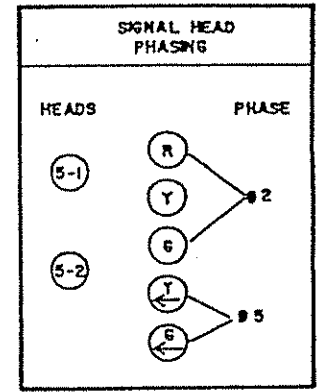 SIGNAL HEAD
PHASING
HEADS PHASE
5-1
R
Y
ø 2
G
5-2
Y
ø 5
G